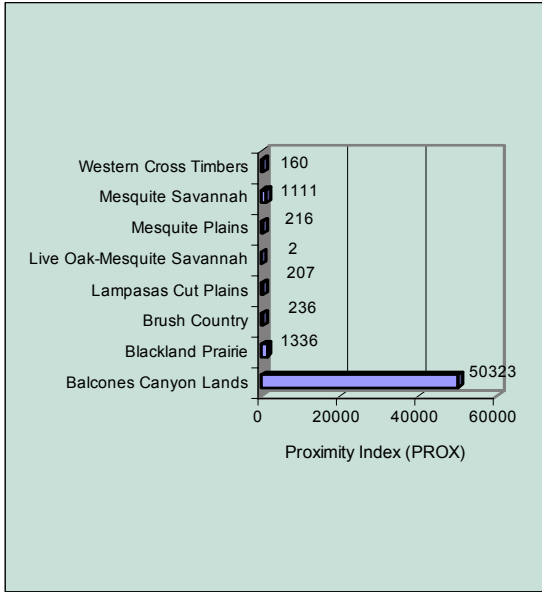 Western Cross Timbers 160
Mesquite Savannah 1111
Mesquite Plains 216
Live Oak-Mesquite Savannah 2
Lampasas Cut Plains 207
Brush Country 236
Blackland Prairie 1336
Balcones Canyon Lands 50323
0 20000 40000 60000
Proximity Index (PROX)